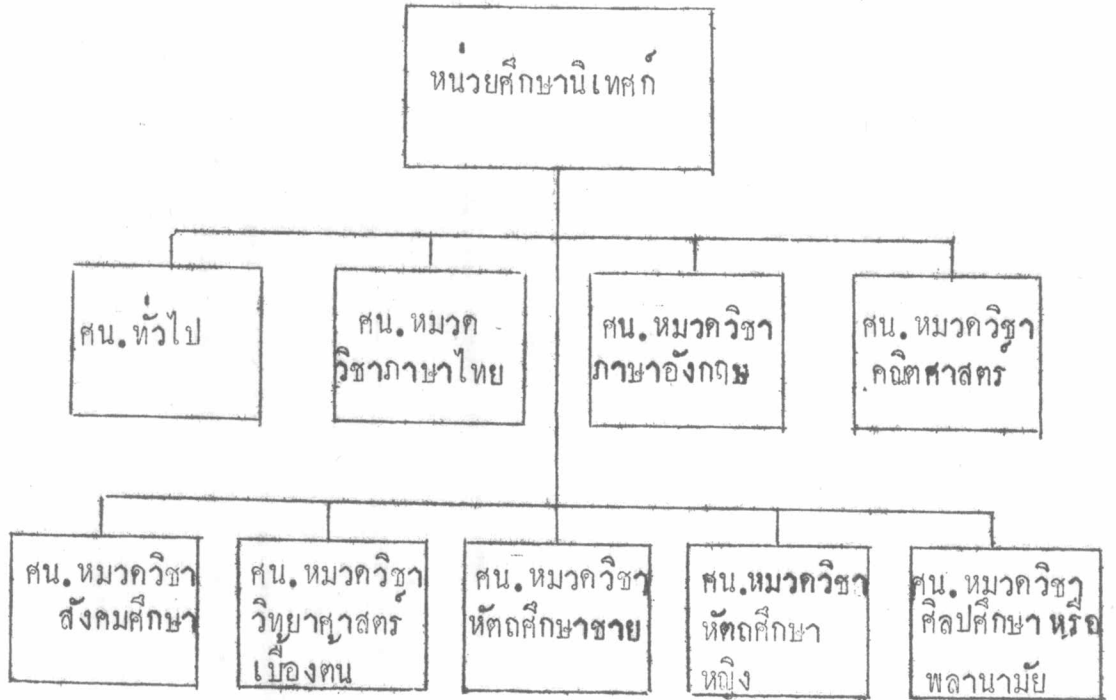 หน่วยศึกษานิเทศก์
ศน.ทั่วไป
ศน.หมวด
วิชาภาษาไทย
ศน.หมวดวิชา
ภาษาอังกฤษ
ศน.หมวดวิชา
คณิตศาสตร์
ศน.หมวดวิชา
สังคมศึกษา
ศน.หมวดวิชา
วิทยาศาสตร์
เบื้องต้น
ศน.หมวดวิชา
หัตถศึกษาชาย
ศน.หมวดวิชา
หัตถศึกษา
หญิง
ศน.หมวดวิชา
ศิลปศึกษา หรือ
พลานามัย